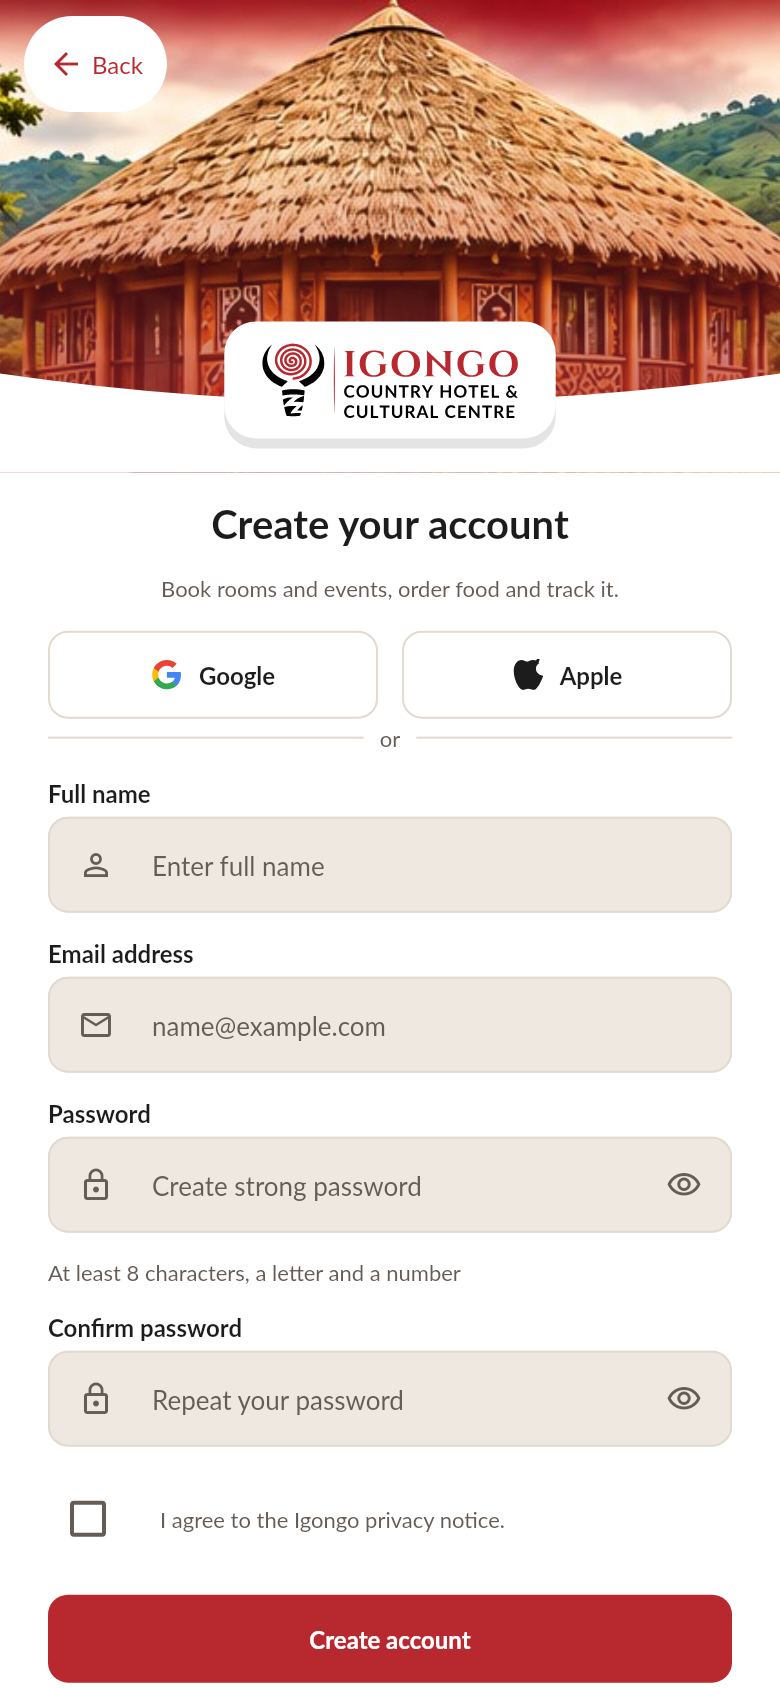 Back
IGONGO
COUNTRY HOTEL &
CULTURAL CENTRE
Create your account
Book rooms and events, order food and track it.
Google
Apple
or
Full name
Enter full name
Email address
name@example.com
Password
Create strong password
At least 8 characters, a letter and a number
Confirm password
Repeat your password
I agree to the Igongo privacy notice.
Create account